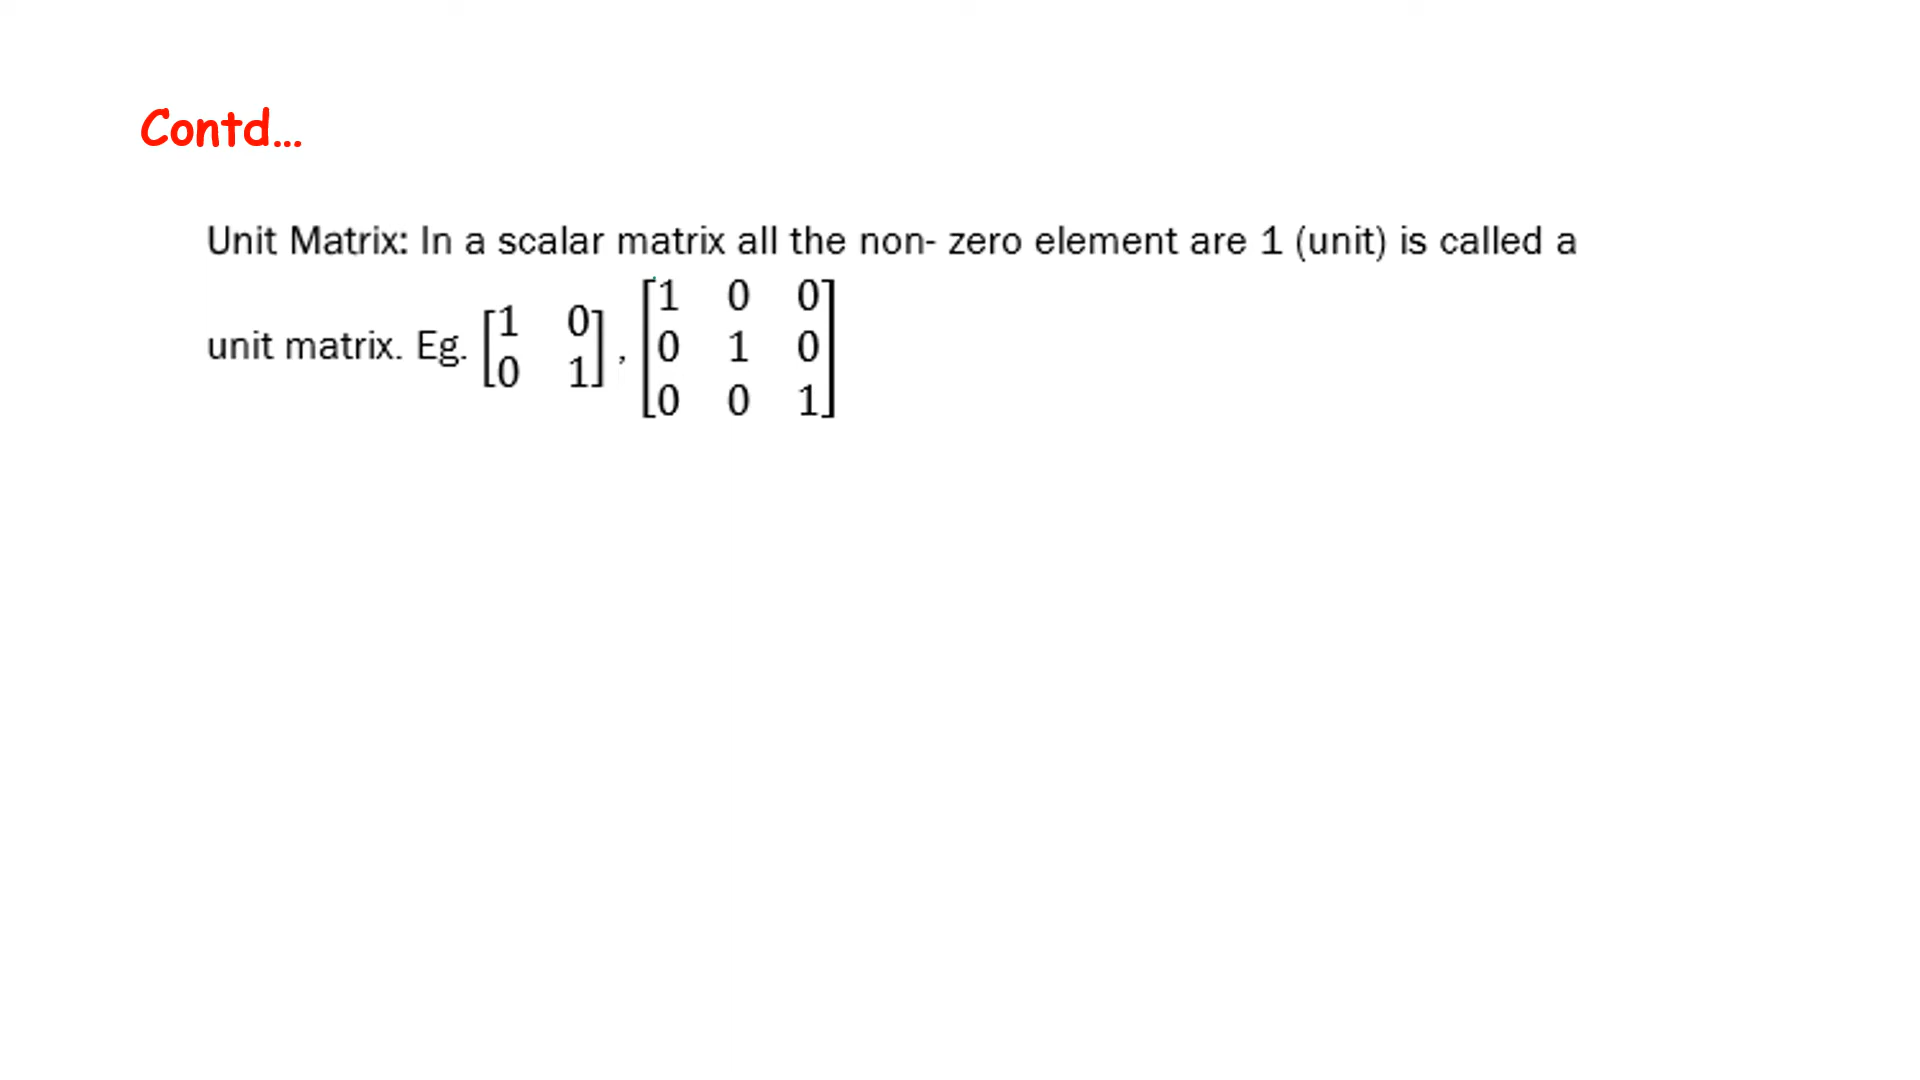 Contd...
Unit Matrix: In a scalar matrix all the non- zero element are 1 (unit) is called a
unit matrix. Eg. [1 0; 0 1] , [1 0 0; 0 1 0; 0 0 1]